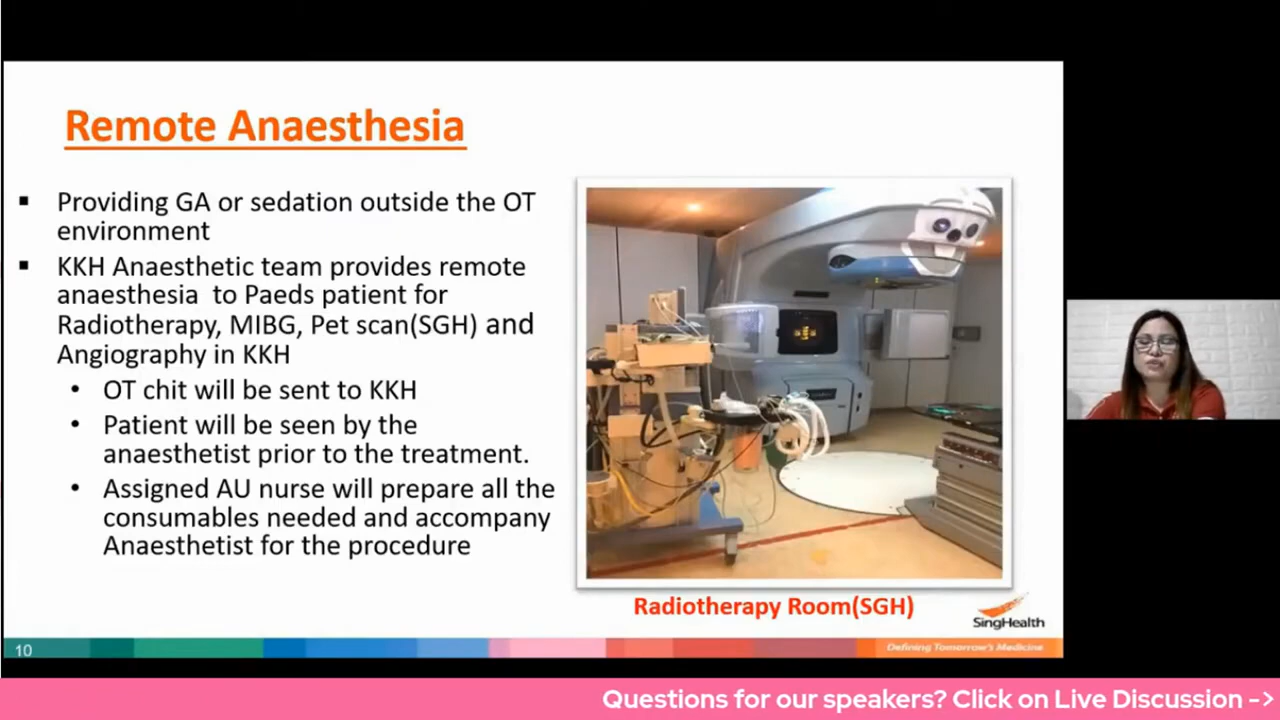 Remote Anaesthesia
▪ Providing GA or sedation outside the OT
environment
▪ KKH Anaesthetic team provides remote
anaesthesia to Paeds patient for
Radiotherapy, MIBG, Pet scan(SGH) and
Angiography in KKH
• OT chit will be sent to KKH
• Patient will be seen by the
anaesthetist prior to the treatment.
• Assigned AU nurse will prepare all the
consumables needed and accompany
Anaesthetist for the procedure
Radiotherapy Room(SGH)
SingHealth
10
Defining Tomorrow's Medicine
Questions for our speakers? Click on Live Discussion ->